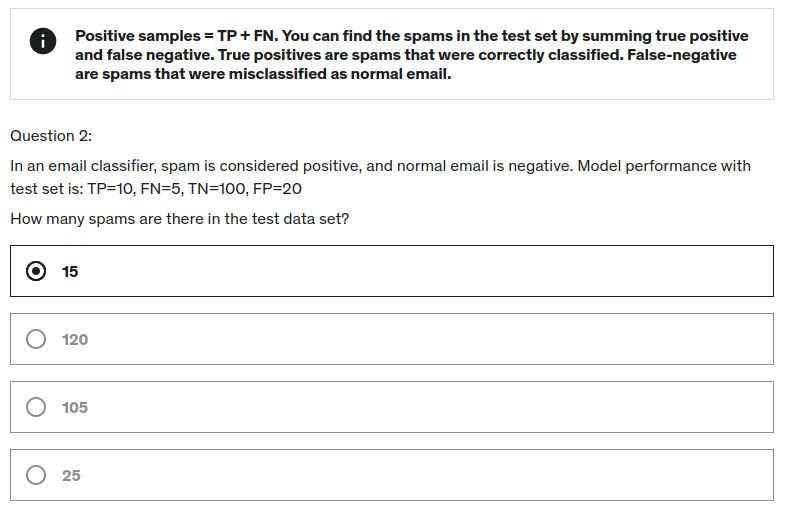 Positive samples = TP + FN. You can find the spams in the test set by summing true positive
and false negative. True positives are spams that were correctly classified. False-negative
are spams that were misclassified as normal email.
Question 2:
In an email classifier, spam is considered positive, and normal email is negative. Model performance with
test set is: TP=10, FN=5, TN=100, FP=20
How many spams are there in the test data set?
15
120
105
25